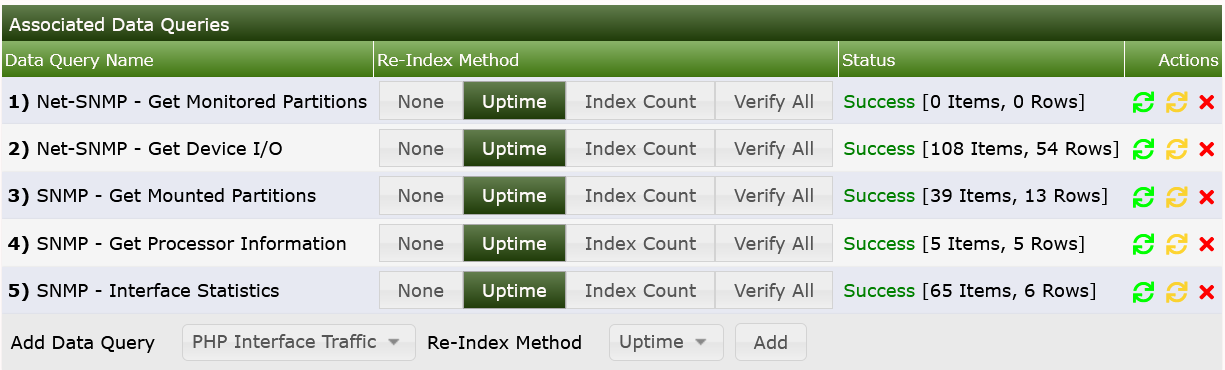 Associated Data Queries
Data Query Name Re-Index Method Status Actions
1) Net-SNMP - Get Monitored Partitions None Uptime Index Count Verify All Success [0 Items, 0 Rows]
2) Net-SNMP - Get Device I/O None Uptime Index Count Verify All Success [108 Items, 54 Rows]
3) SNMP - Get Mounted Partitions None Uptime Index Count Verify All Success [39 Items, 13 Rows]
4) SNMP - Get Processor Information None Uptime Index Count Verify All Success [5 Items, 5 Rows]
5) SNMP - Interface Statistics None Uptime Index Count Verify All Success [65 Items, 6 Rows]
Add Data Query PHP Interface Traffic Re-Index Method Uptime Add